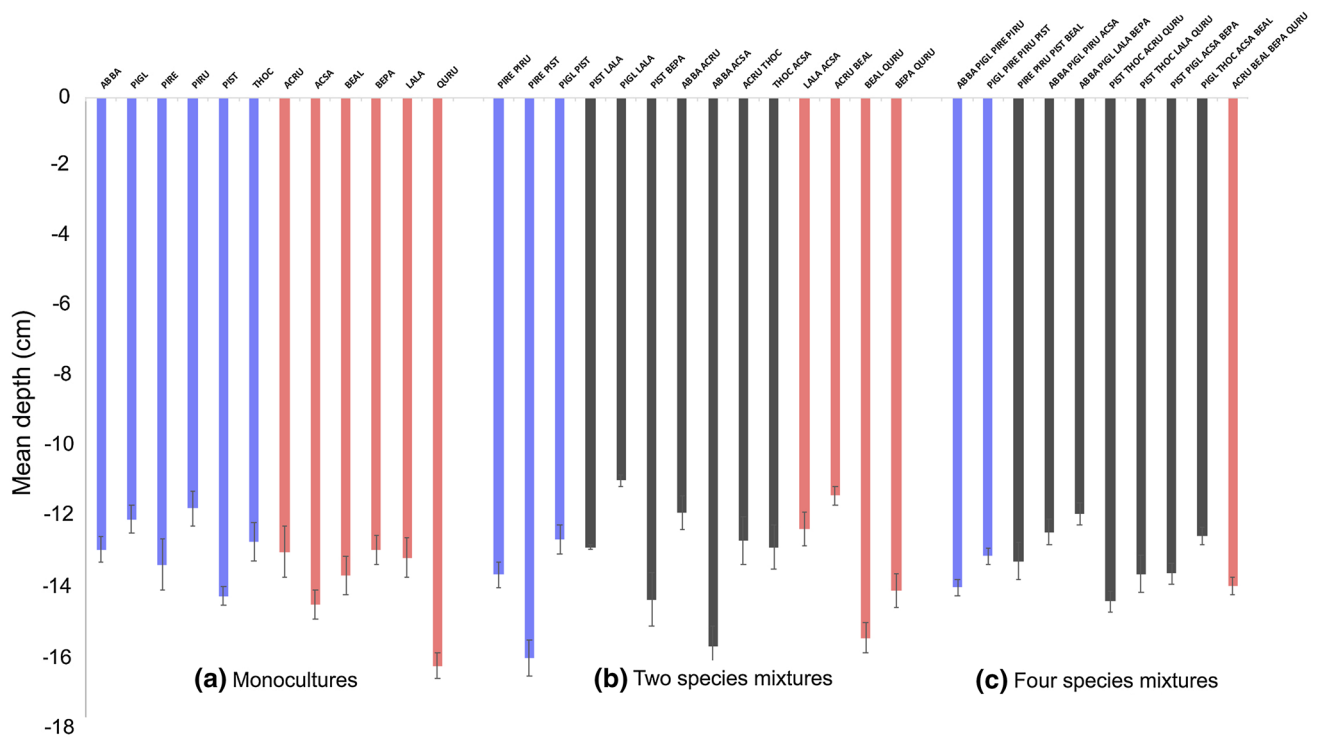 ABBA
PIGL
PIRE
PIRU
PIST
THOC
ACRU
ACSA
BEAL
BEPA
LALA
QURU
PIRE PIRU
PIRE PIST
PIGL PIST
PIST LALA
PIGL LALA
PIST BEPA
ABBA ACRU
ABBA ACSA
ACRU THOC
THOC ACSA
LALA ACSA
ACRU BEAL
BEAL QURU
BEPA QURU
ABBA PIGL PIRE PIRU
PIGL PIRE PIRU PIST
PIRE PIRU PIST BEAL
ABBA PIGL PIRU ACSA
ABBA PIGL LALA BEPA
PIST THOC ACRU QURU
PIST THOC LALA QURU
PIST PIGL ACSA BEPA
PIGL THOC ACSA BEAL
ACRU BEAL BEPA QURU
0
-2
-4
-6
-8
-10
-12
-14
-16
-18
Mean depth (cm)
(a) Monocultures
(b) Two species mixtures
(c) Four species mixtures